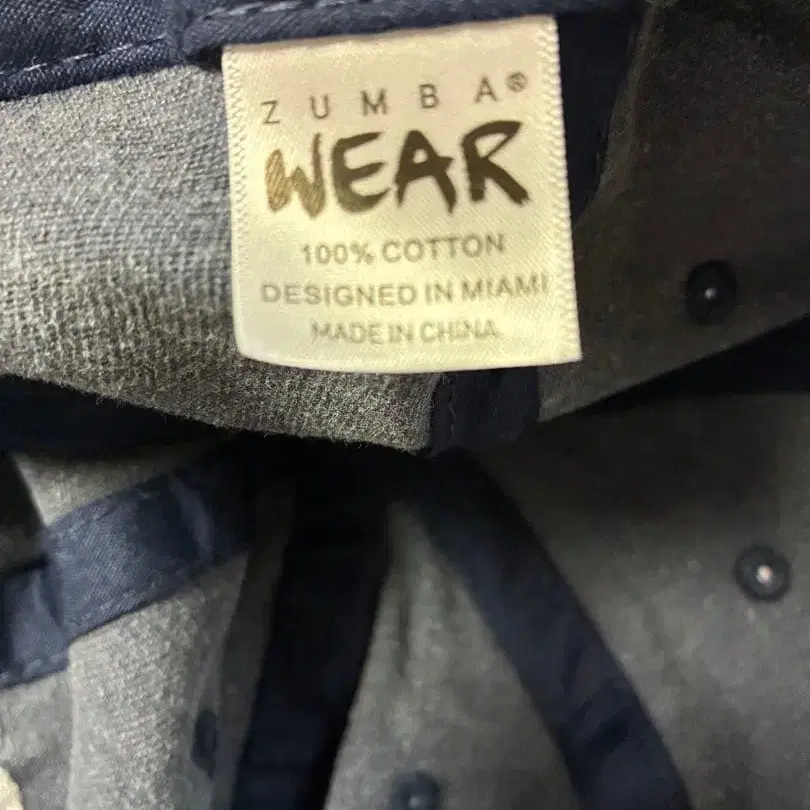 ZUMBA®
WEAR
100% COTTON
DESIGNED IN MIAMI
MADE IN CHINA